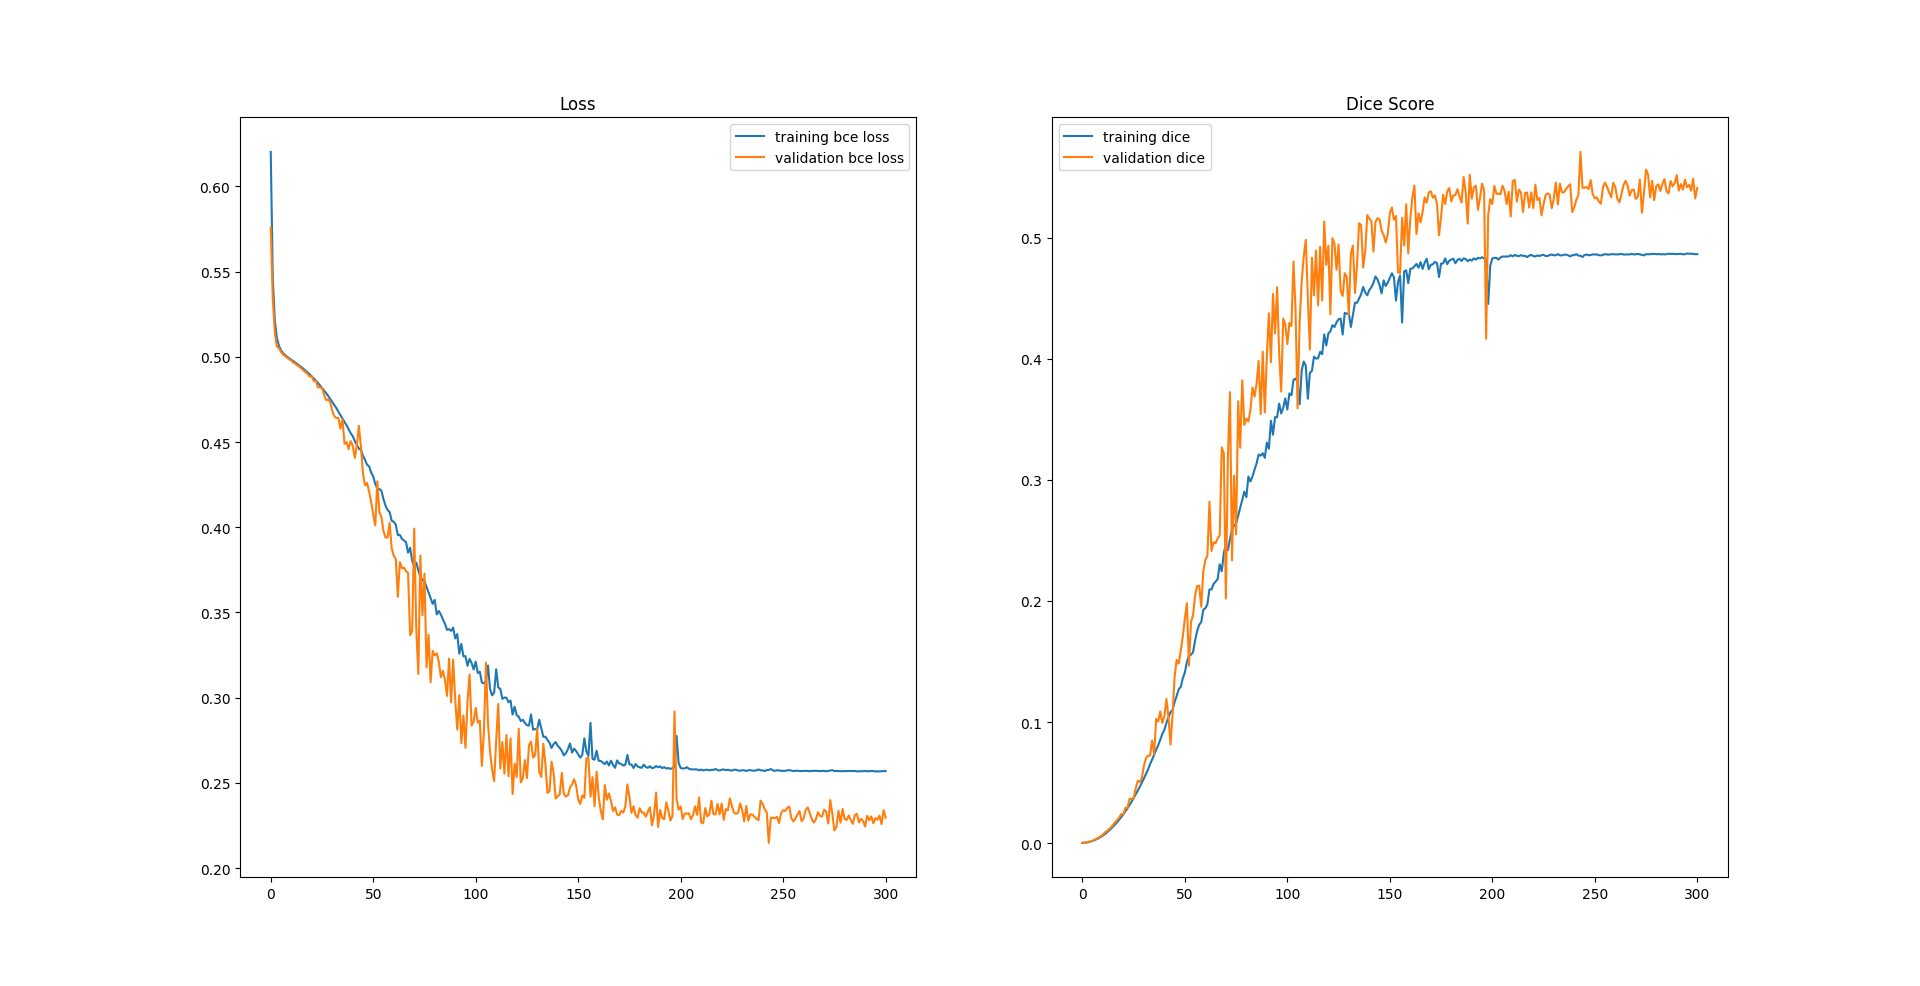 Loss
training bce loss
validation bce loss
0.60
0.55
0.50
0.45
0.40
0.35
0.30
0.25
0.20
0 50 100 150 200 250 300
Dice Score
training dice
validation dice
0.5
0.4
0.3
0.2
0.1
0.0
0 50 100 150 200 250 300